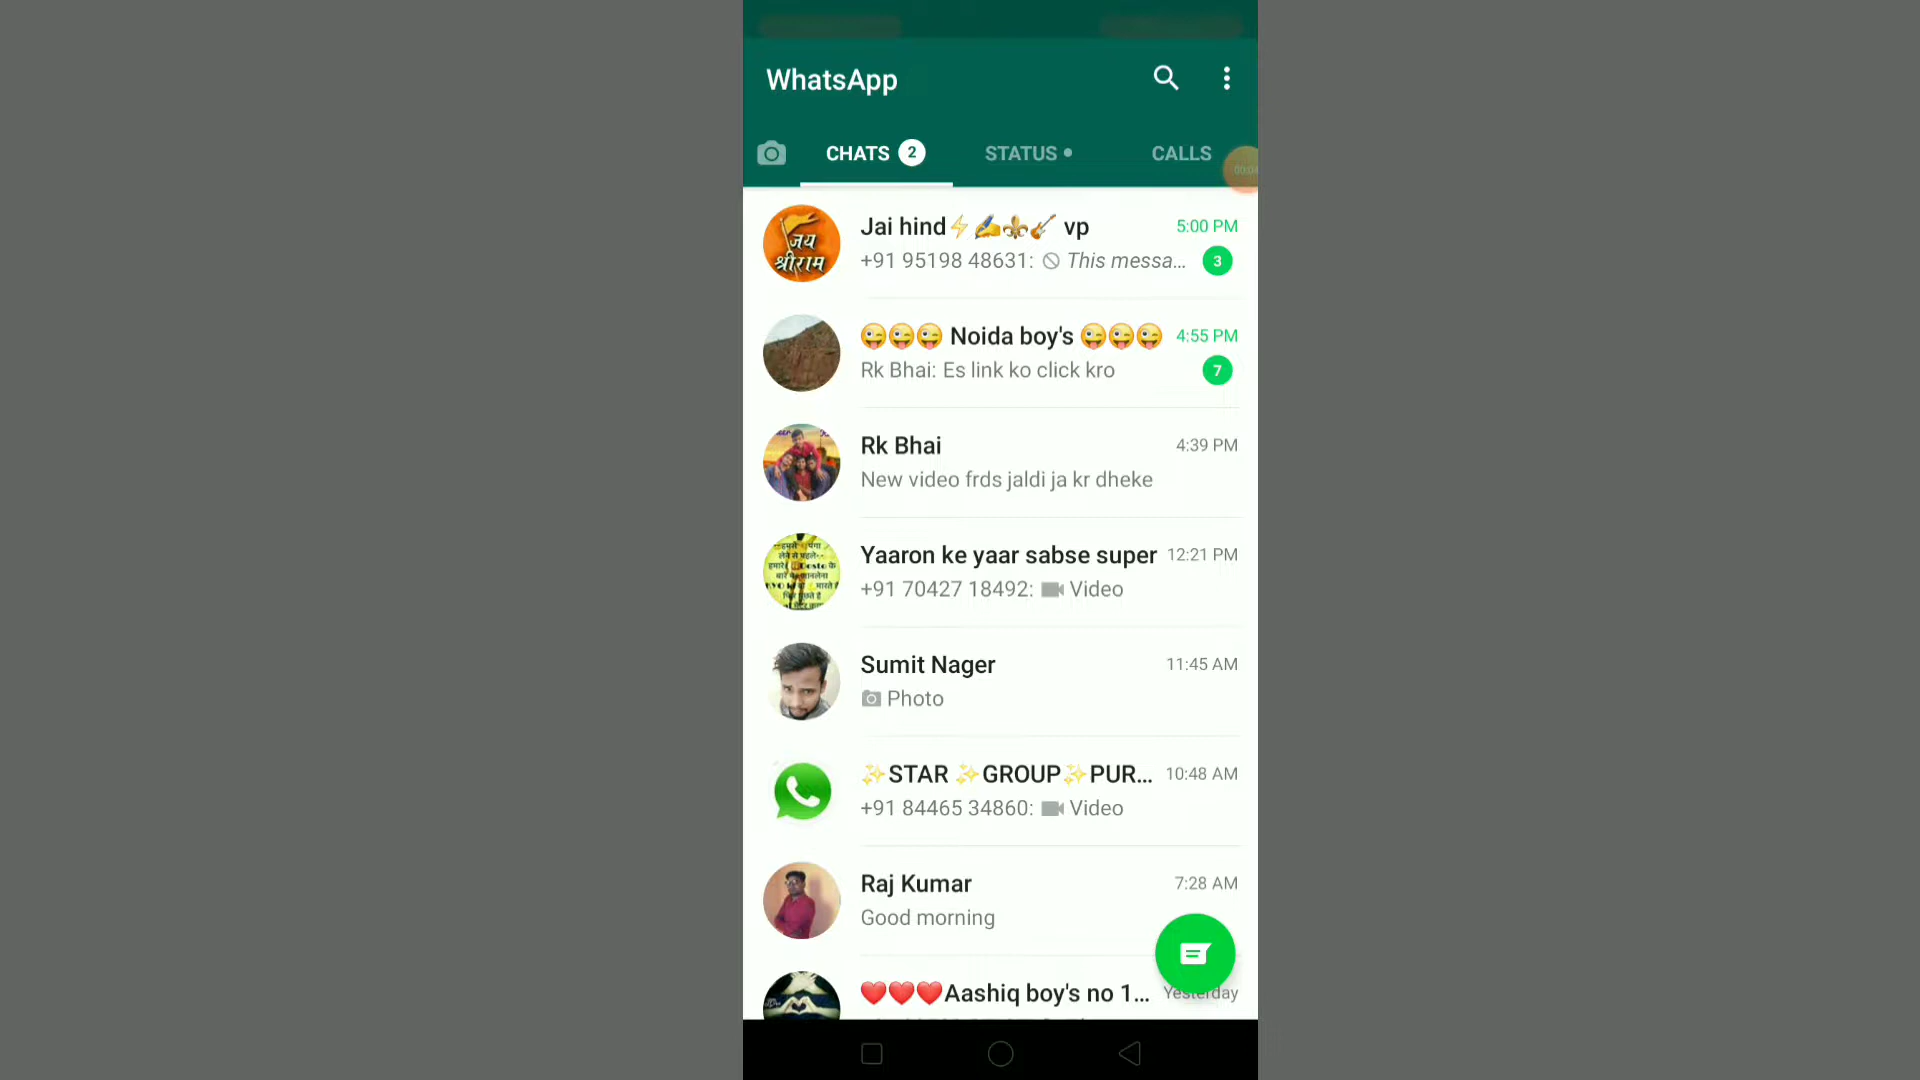 WhatsApp
CHATS 2
STATUS
CALLS
Jai hind⚡✍️⚜️🎸 vp
5:00 PM
+91 95198 48631: 🚫 This messa...
3
😜😜😜 Noida boy's 😜😜😜
4:55 PM
Rk Bhai: Es link ko click kro
7
Rk Bhai
4:39 PM
New video frds jaldi ja kr dheke
Yaaron ke yaar sabse super
12:21 PM
+91 70427 18492: Video
Sumit Nager
11:45 AM
Photo
✨STAR ✨GROUP✨PUR...
10:48 AM
+91 84465 34860: Video
Raj Kumar
7:28 AM
Good morning
❤️❤️❤️Aashiq boy's no 1...
Yesterday
जय
श्रीराम